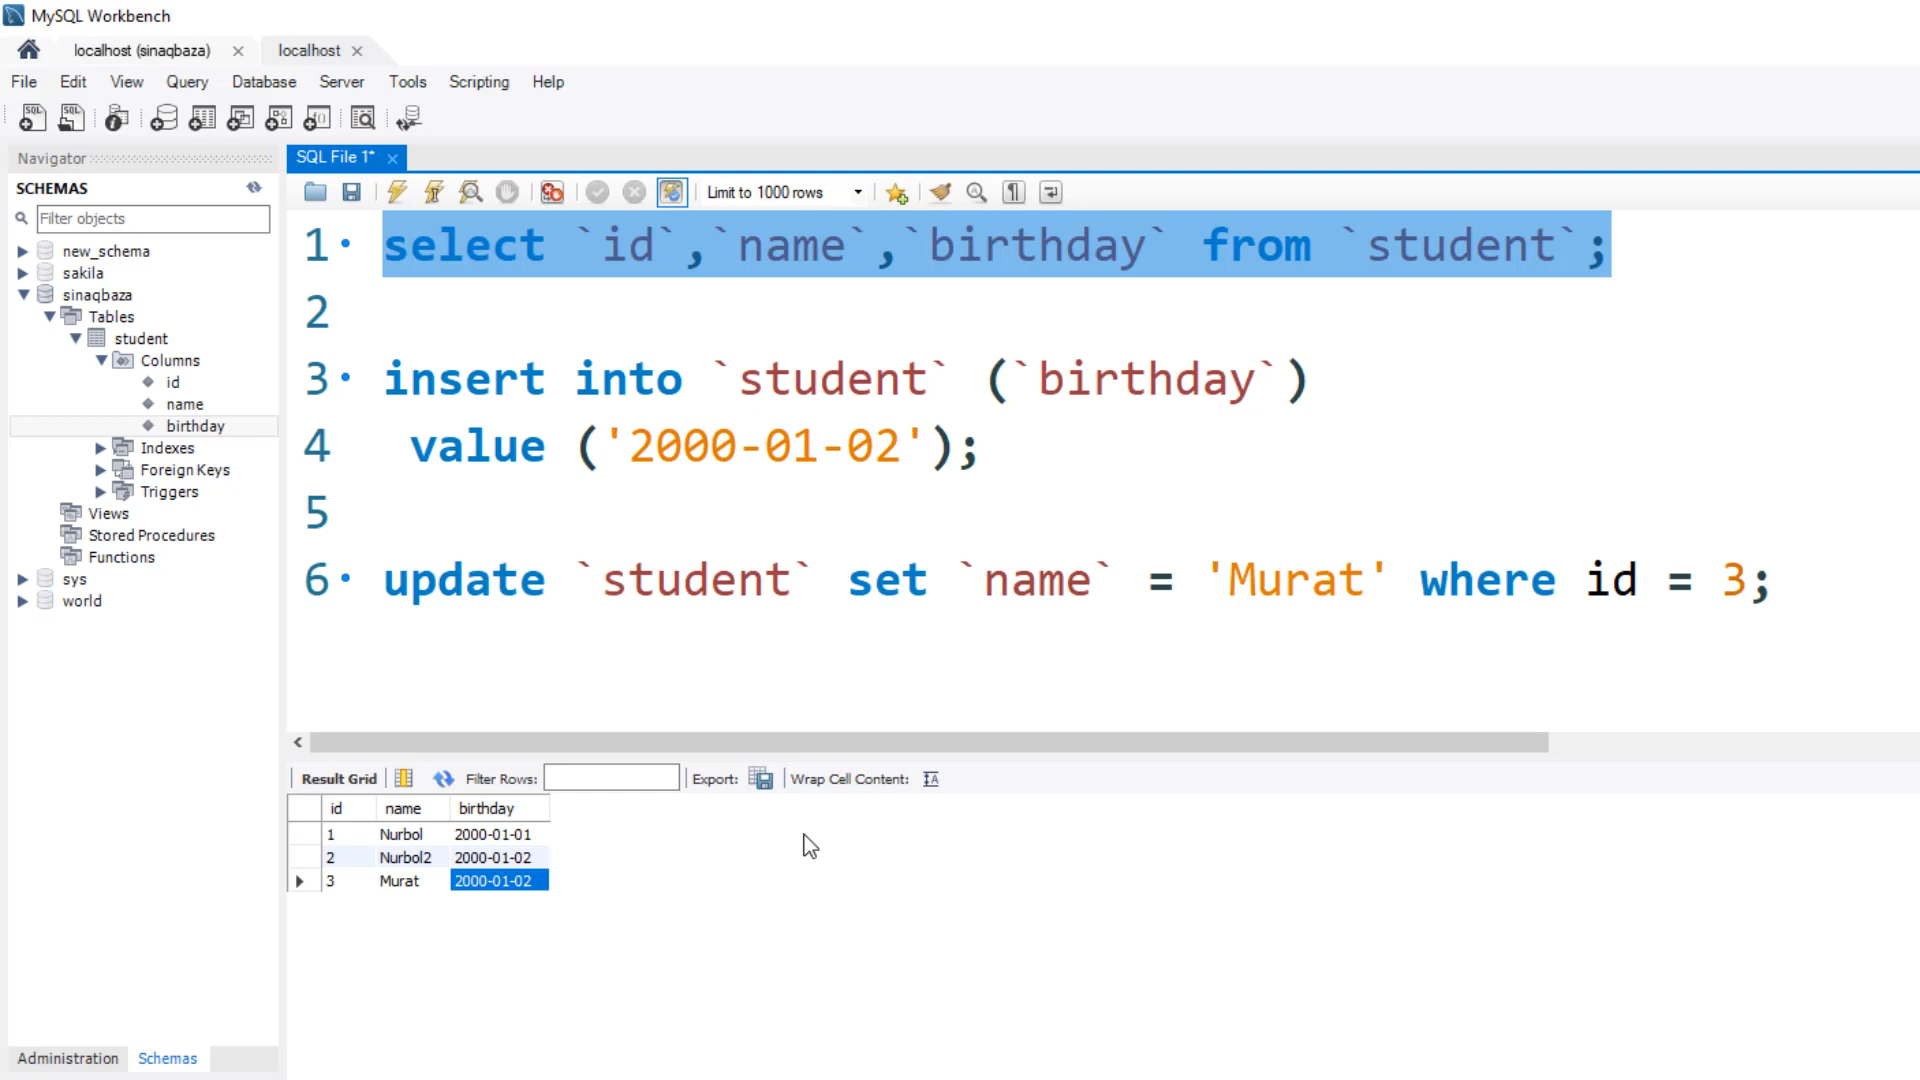 MySQL Workbench
localhost (sinaqbaza) localhost
File Edit View Query Database Server Tools Scripting Help
Navigator
SCHEMAS
Filter objects
new_schema
sakila
sinaqbaza
Tables
student
Columns
id
name
birthday
Indexes
Foreign Keys
Triggers
Views
Stored Procedures
Functions
sys
world
Administration Schemas
SQL File 1*
Limit to 1000 rows
1 select `id`,`name`,`birthday` from `student`;
2
3 insert into `student` (`birthday`)
4 value ('2000-01-02');
5
6 update `student` set `name` = 'Murat' where id = 3;
Result Grid Filter Rows: Export: Wrap Cell Content:
id name birthday
1 Nurbol 2000-01-01
2 Nurbol2 2000-01-02
3 Murat 2000-01-02